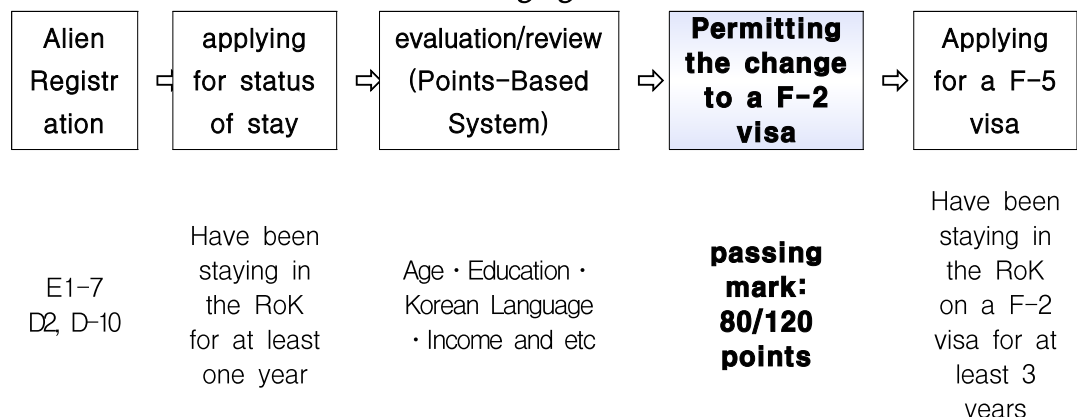 Alien
Registr
ation
⇨
applying
for status
of stay
⇨
evaluation/review
(Points-Based
System)
⇨
Permitting
the change
to a F-2
visa
⇨
Applying
for a F-5
visa
E1-7
D2, D-10
Have been
staying in
the RoK
for at least
one year
Age · Education ·
Korean Language
· Income and etc
passing
mark:
80/120
points
Have been
staying in
the RoK
on a F-2
visa for at
least 3
years